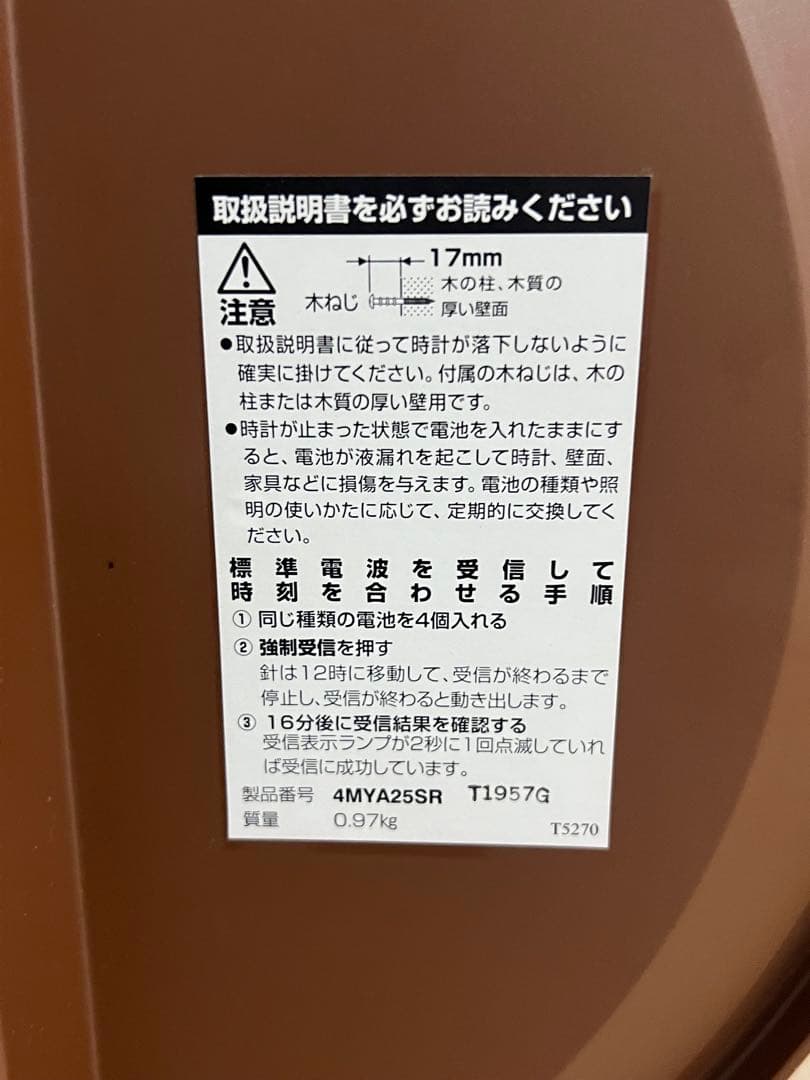 取扱説明書を必ずお読みください
17mm
木の柱、木質の
木ねじ
厚い壁面
注意
●取扱説明書に従って時計が落下しないように
確実に掛けてください。付属の木ねじは、木の
柱または木質の厚い壁用です。
●時計が止まった状態で電池を入れたままにす
ると、電池が液漏れを起こして時計、壁面、
家具などに損傷を与えます。電池の種類や照
明の使いかたに応じて、定期的に交換してく
ださい。
標準電波を受信して
時刻を合わせる手順
① 同じ種類の電池を4個入れる
② 強制受信を押す
針は12時に移動して、受信が終わるまで
停止し、受信が終わると動き出します。
③ 16分後に受信結果を確認する
受信表示ランプが2秒に1回点滅していれ
ば受信に成功しています。
製品番号 4MYA25SR T1957G
質量 0.97kg
T5270